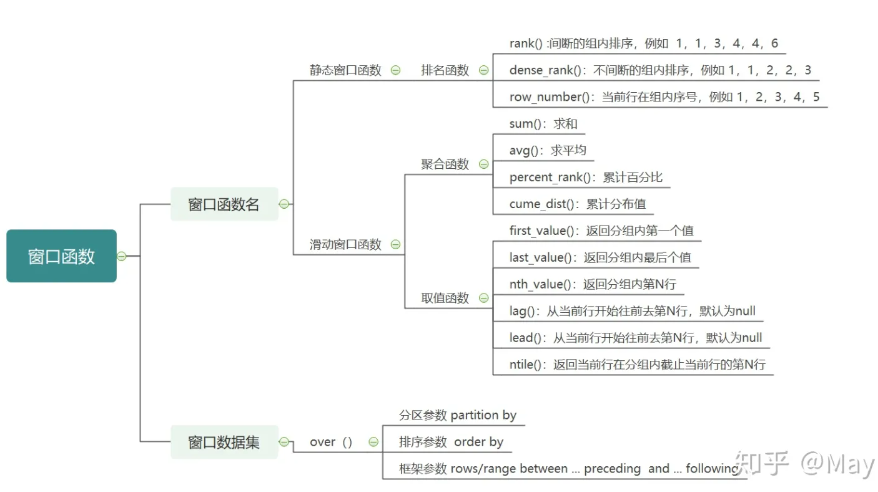 窗口函数
窗口函数名
静态窗口函数
排名函数
rank() :间断的组内排序，例如 1，1，3，4，4，6
dense_rank()：不间断的组内排序，例如 1，1，2，2，3
row_number()：当前行在组内序号，例如 1，2，3，4，5
滑动窗口函数
聚合函数
sum()：求和
avg()：求平均
percent_rank()：累计百分比
cume_dist()：累计分布值
取值函数
first_value()：返回分组内第一个值
last_value()：返回分组内最后个值
nth_value()：返回分组内第N行
lag()：从当前行开始往前去第N行，默认为null
lead()：从当前行开始往前去第N行，默认为null
ntile()：返回当前行在分组内截止当前行的第N行
窗口数据集
over（）
分区参数 partition by
排序参数 order by
框架参数 rows/range between ... preceding and ... following
知乎 @May